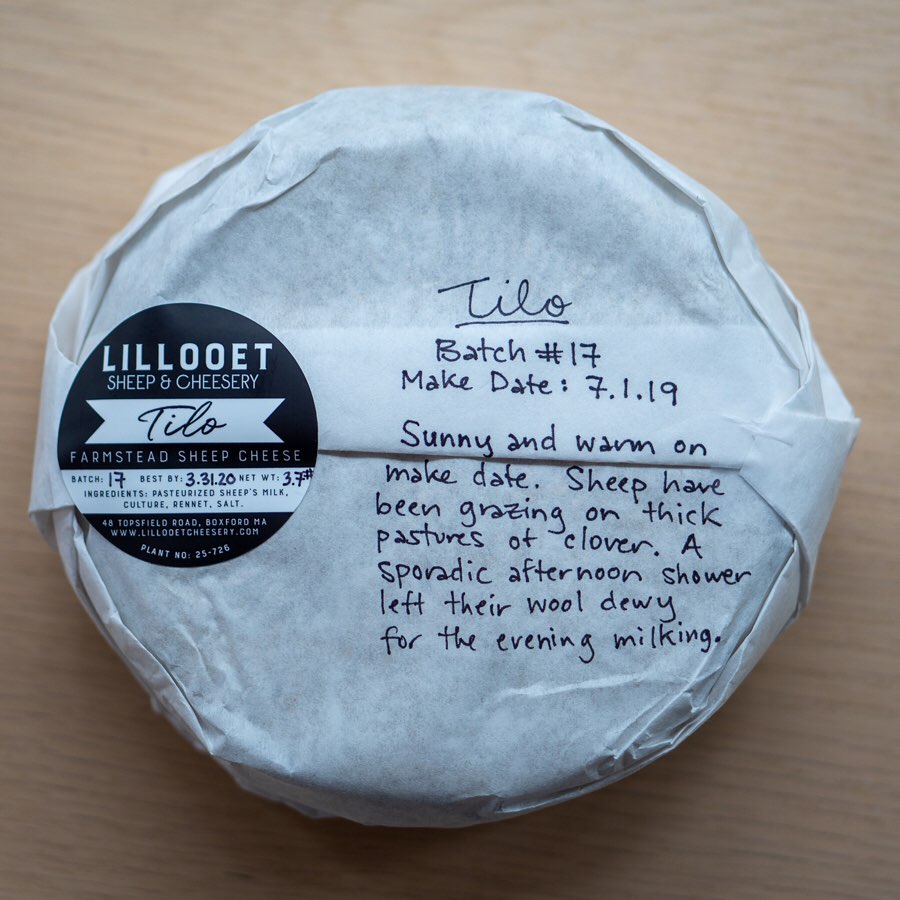 Tilo
Batch #17
Make Date: 7.1.19
Sunny and warm on
make date. Sheep have
been grazing on thick
pastures of clover. A
sporadic afternoon shower
left their wool dewy
for the evening milking.
LILLOOET
SHEEP & CHEESERY
Tilo
FARMSTEAD SHEEP CHEESE
BATCH: 17 BEST BY: 3.31.20 NET WT: 3.7#
INGREDIENTS: PASTEURIZED SHEEP'S MILK,
CULTURE, RENNET, SALT.
48 TOPSFIELD ROAD, BOXFORD MA
WWW.LILLOOETCHEESERY.COM
PLANT NO: 25-726